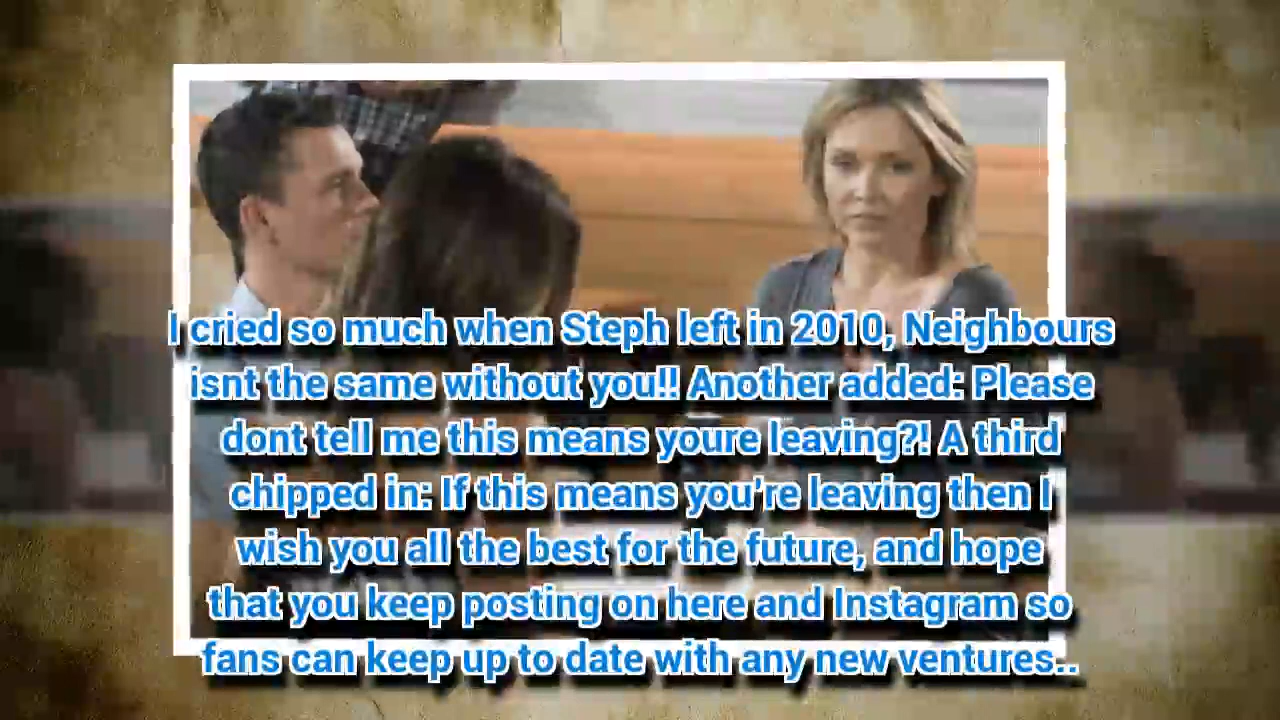 I cried so much when Steph left in 2010, Neighbours
isnt the same without you!! Another added: Please
dont tell me this means youre leaving?! A third
chipped in: If this means you’re leaving then I
wish you all the best for the future, and hope
that you keep posting on here and Instagram so
fans can keep up to date with any new ventures..